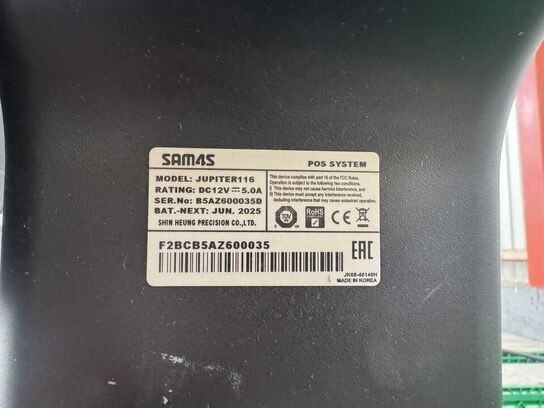 SAM4S
POS SYSTEM
MODEL: JUPITER116
RATING: DC12V ⎓ 5.0A
SER.No: B5AZ600035D
BAT.-NEXT: JUN. 2025
SHIN HEUNG PRECISION CO.,LTD.
This device complies with part 15 of the FCC Rules.
Operation is subject to the following two conditions.
1) This device may not cause harmful interference, and
2) This device must accept any interference received,
including interference that may cause undesired operation.
RoHS
CE
F2BCB5AZ600035
EAC
JK68-40148H
MADE IN KOREA